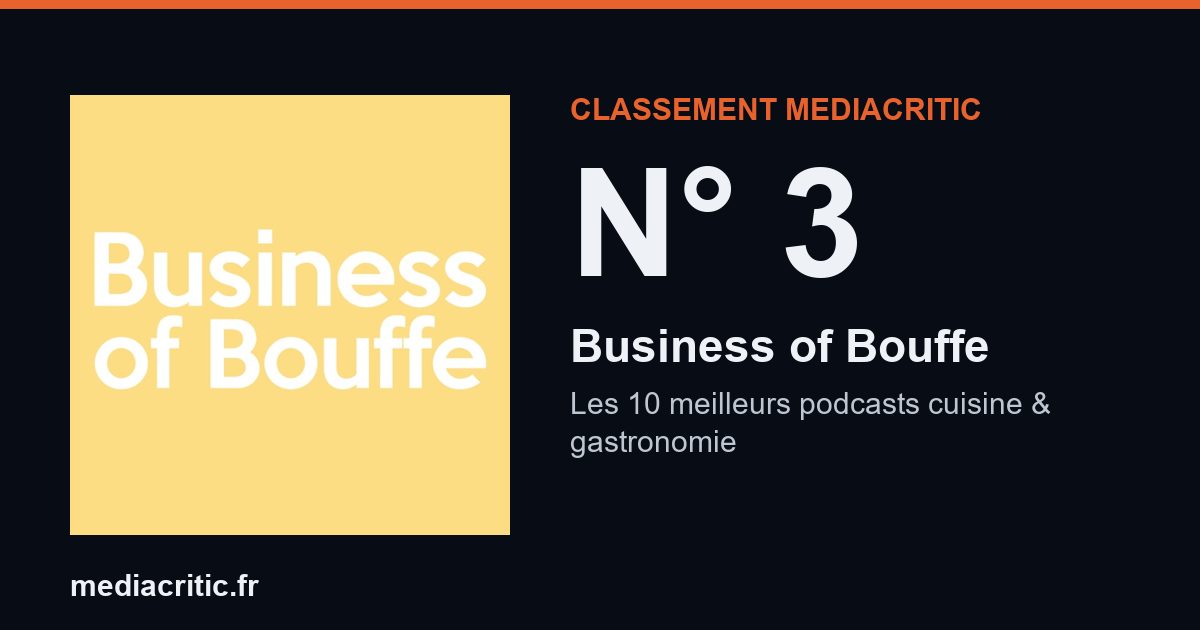 Business
of Bouffe
CLASSEMENT MEDIACRITIC
N° 3
Business of Bouffe
Les 10 meilleurs podcasts cuisine &
gastronomie
mediacritic.fr